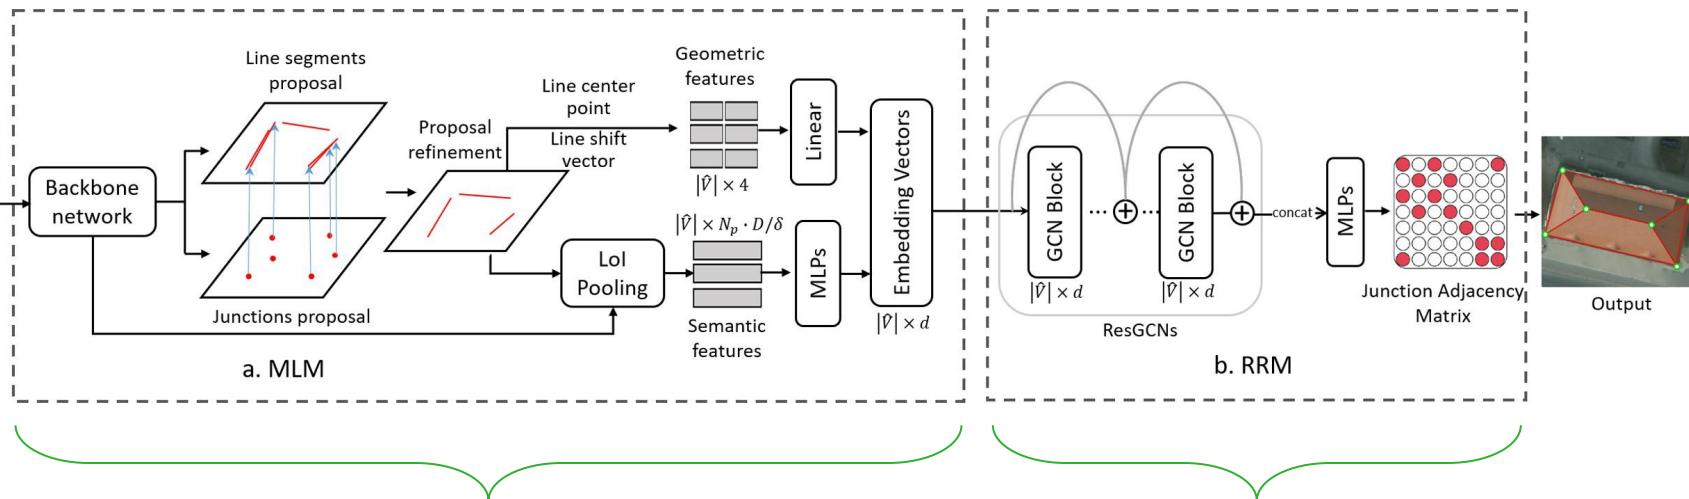 Line segments
proposal
Backbone
network
Junctions proposal
Proposal
refinement
Line center
point
Line shift
vector
Geometric
features
|V̂| × 4
Linear
LoI
Pooling
|V̂| × Nₚ · D/δ
Semantic
features
MLPs
Embedding Vectors
|V̂| × d
a. MLM
GCN Block
|V̂| × d
...
...
GCN Block
|V̂| × d
ResGCNs
concat
MLPs
Junction Adjacency
Matrix
b. RRM
Output